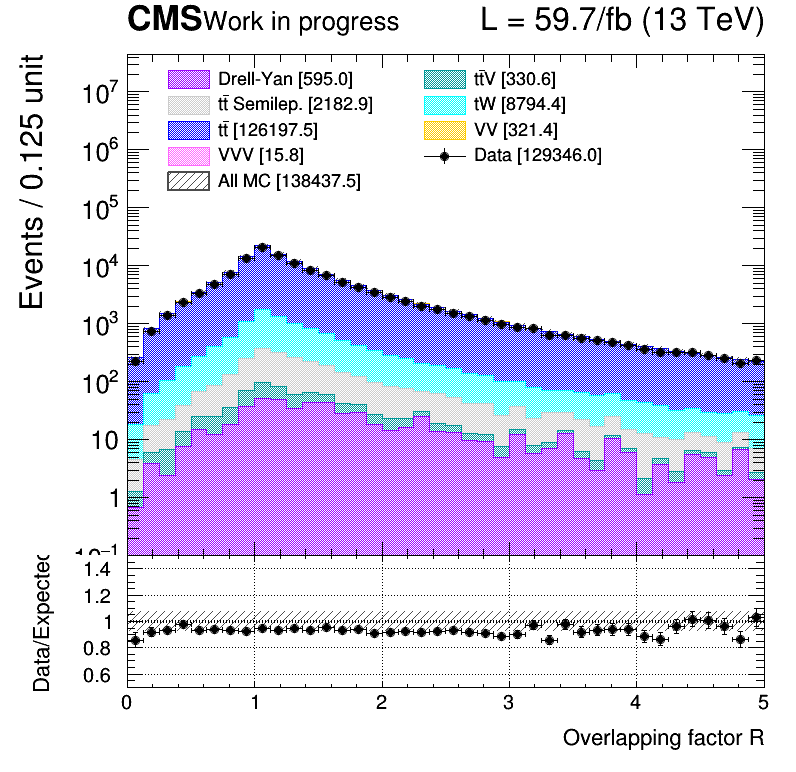 CMS Work in progress L = 59.7/fb (13 TeV)
Events / 0.125 unit
Drell-Yan [595.0]
tt̄ Semilep. [2182.9]
tt̄ [126197.5]
VVV [15.8]
All MC [138437.5]
tt̄V [330.6]
tW [8794.4]
VV [321.4]
Data [129346.0]
10⁷
10⁶
10⁵
10⁴
10³
10²
10
1
10⁻¹
Data/Expected
1.4
1.2
1
0.8
0.6
0 1 2 3 4 5
Overlapping factor R